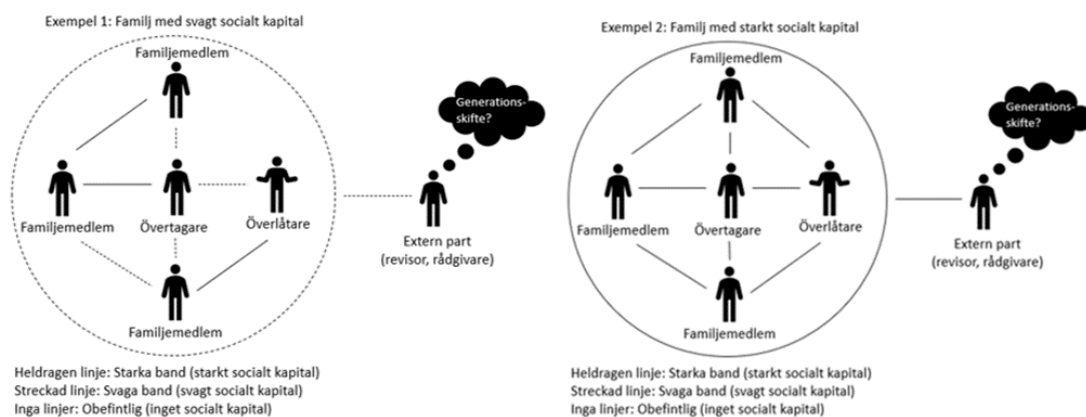 Exempel 1: Familj med svagt socialt kapital
Familjemedlem
Generations-
skifte?
Familjemedlem
Övertagare
Överlåtare
Extern part
(revisor, rådgivare)
Familjemedlem
Heldragen linje: Starka band (starkt socialt kapital)
Streckad linje: Svaga band (svagt socialt kapital)
Inga linjer: Obefintlig (inget socialt kapital)
Exempel 2: Familj med starkt socialt kapital
Familjemedlem
Generations-
skifte?
Familjemedlem
Övertagare
Överlåtare
Extern part
(revisor, rådgivare)
Familjemedlem
Heldragen linje: Starka band (starkt socialt kapital)
Streckad linje: Svaga band (svagt socialt kapital)
Inga linjer: Obefintlig (inget socialt kapital)